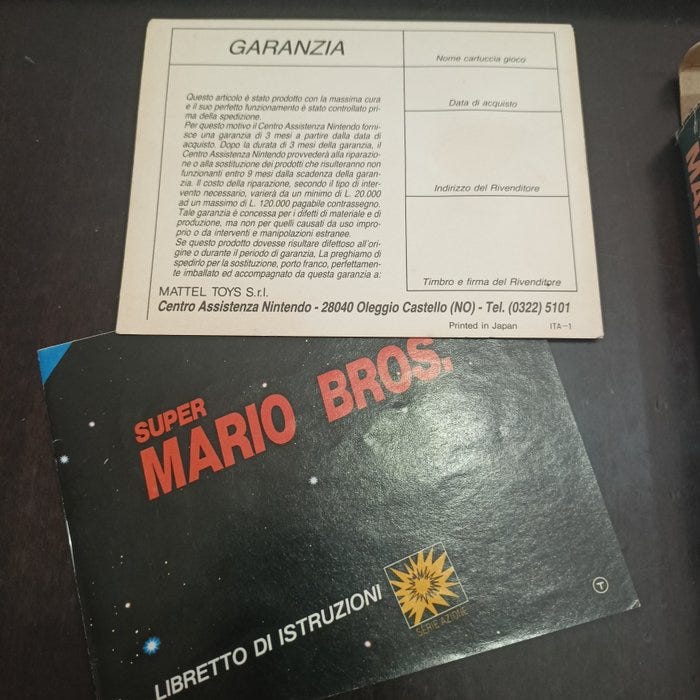 GARANZIA
Nome cartuccia gioco
Data di acquisto
Indirizzo del Rivenditore
Timbro e firma del Rivenditore
Questo articolo è stato prodotto con la massima cura
e il suo perfetto funzionamento è stato controllato pri-
ma della spedizione.
Per questo motivo il Centro Assistenza Nintendo forni-
sce una garanzia di 3 mesi a partire dalla data di
acquisto. Dopo la durata di 3 mesi della garanzia, il
Centro Assistenza Nintendo provvederà alla riparazio-
ne o alla sostituzione dei prodotti che risulteranno non
funzionanti entro 9 mesi dalla scadenza della garan-
zia. Il costo della riparazione, secondo il tipo di inter-
vento necessario, varierà da un minimo di L. 20.000
ad un massimo di L. 120.000 pagabile contrassegno.
Tale garanzia è concessa per i difetti di materiale e di
produzione, ma non per quelli causati da uso impro-
prio o da interventi e manipolazioni estranee.
Se questo prodotto dovesse risultare difettoso all'ori-
gine o durante il periodo di garanzia, La preghiamo di
spedirlo per la sostituzione, porto franco, perfettamen-
te imballato ed accompagnato da questa garanzia a:
MATTEL TOYS S.r.l.
Centro Assistenza Nintendo - 28040 Oleggio Castello (NO) - Tel. (0322) 5101
Printed in Japan ITA-1
SUPER
MARIO BROS.
LIBRETTO DI ISTRUZIONI
SERIE AZIONE
T